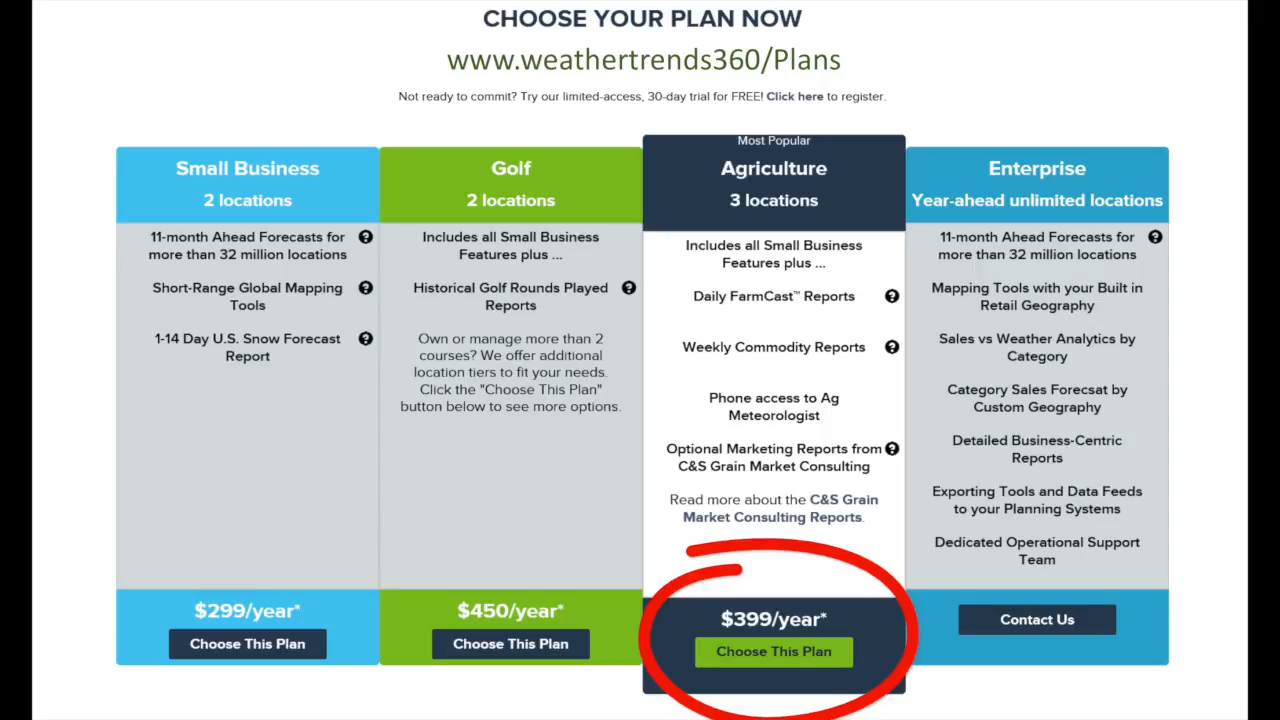 CHOOSE YOUR PLAN NOW
www.weathertrends360/Plans
Not ready to commit? Try our limited-access, 30-day trial for FREE! Click here to register.
Small Business
2 locations
11-month Ahead Forecasts for
more than 32 million locations
Short-Range Global Mapping
Tools
1-14 Day U.S. Snow Forecast
Report
$299/year*
Choose This Plan
Golf
2 locations
Includes all Small Business
Features plus ...
Historical Golf Rounds Played
Reports
Own or manage more than 2
courses? We offer additional
location tiers to fit your needs.
Click the "Choose This Plan"
button below to see more options.
$450/year*
Choose This Plan
Most Popular
Agriculture
3 locations
Includes all Small Business
Features plus ...
Daily FarmCast™ Reports
Weekly Commodity Reports
Phone access to Ag
Meteorologist
Optional Marketing Reports from
C&S Grain Market Consulting
Read more about the C&S Grain
Market Consulting Reports.
$399/year*
Choose This Plan
Enterprise
Year-ahead unlimited locations
11-month Ahead Forecasts for
more than 32 million locations
Mapping Tools with your Built in
Retail Geography
Sales vs Weather Analytics by
Category
Category Sales Forecsat by
Custom Geography
Detailed Business-Centric
Reports
Exporting Tools and Data Feeds
to your Planning Systems
Dedicated Operational Support
Team
Contact Us